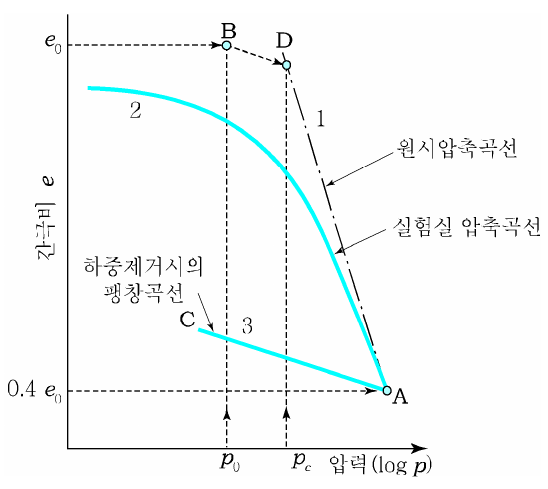 e₀
B
D
1
2
원시압축곡선
간극비 e
실험실 압축곡선
하중제거시의
팽창곡선
C
3
0.4 e₀
A
p₀
p_c
압력(log p)